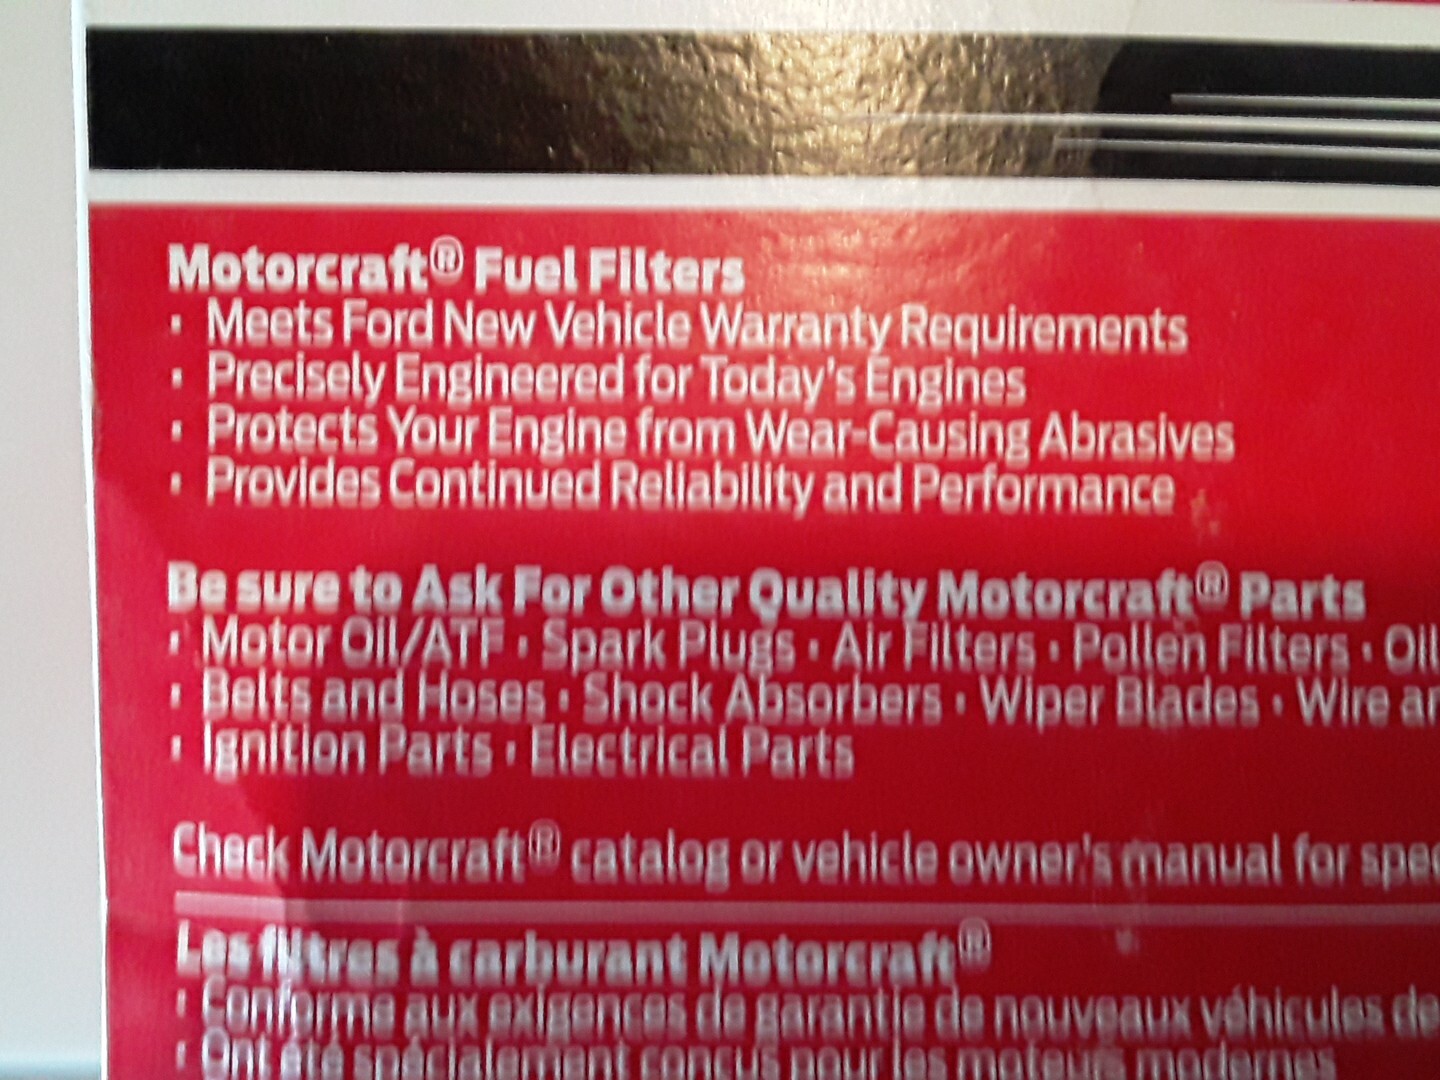 Motorcraft® Fuel Filters
· Meets Ford New Vehicle Warranty Requirements
· Precisely Engineered for Today's Engines
· Protects Your Engine from Wear-Causing Abrasives
· Provides Continued Reliability and Performance
Be sure to Ask For Other Quality Motorcraft® Parts
· Motor Oil/ATF · Spark Plugs · Air Filters · Pollen Filters · Oil
· Belts and Hoses · Shock Absorbers · Wiper Blades · Wire
· Ignition Parts · Electrical Parts
Check Motorcraft® catalog or vehicle owner's manual for
Les filtres à carburant Motorcraft®
· Conforme aux exigences de garantie de nouveaux véhicules de
· Ont été spécialement conçus pour les moteurs modernes